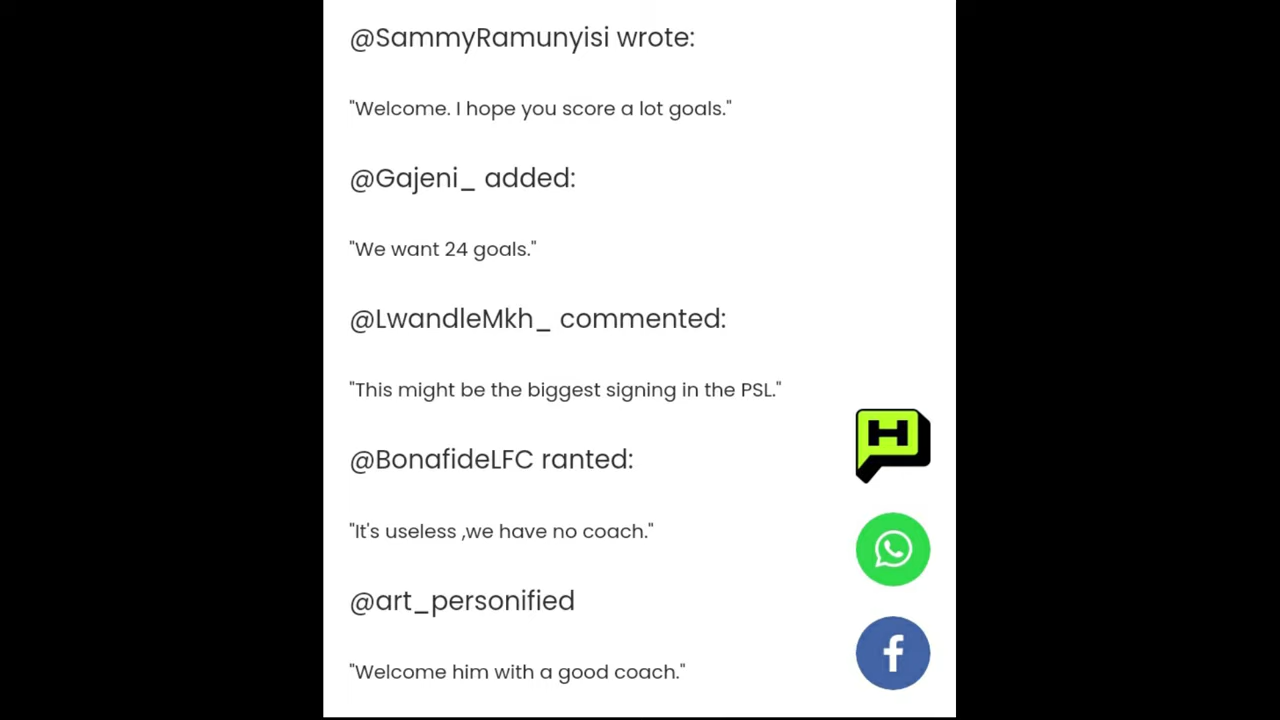 @SammyRamunyisi wrote:
"Welcome. I hope you score a lot goals."
@Gajeni_ added:
"We want 24 goals."
@LwandleMkh_ commented:
"This might be the biggest signing in the PSL."
@BonafideLFC ranted:
"It's useless ,we have no coach."
@art_personified
"Welcome him with a good coach."
H
f